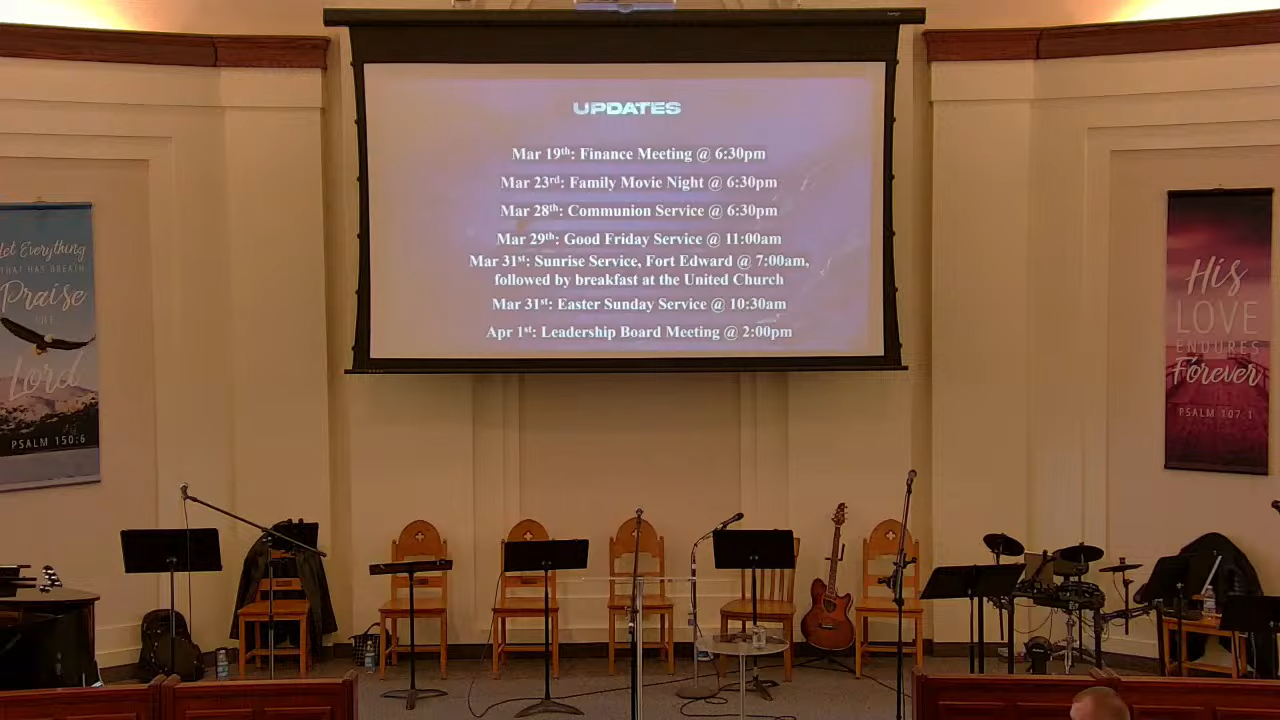 UPDATES
Mar 19th: Finance Meeting @ 6:30pm
Mar 23rd: Family Movie Night @ 6:30pm
Mar 28th: Communion Service @ 6:30pm
Mar 29th: Good Friday Service @ 11:00am
Mar 31st: Sunrise Service, Fort Edward @ 7:00am,
followed by breakfast at the United Church
Mar 31st: Easter Sunday Service @ 10:30am
Apr 1st: Leadership Board Meeting @ 2:00pm
Let Everything
THAT HAS BREATH
Praise
THE
Lord
PSALM 150:6
His
LOVE
ENDURES
Forever
PSALM 107:1